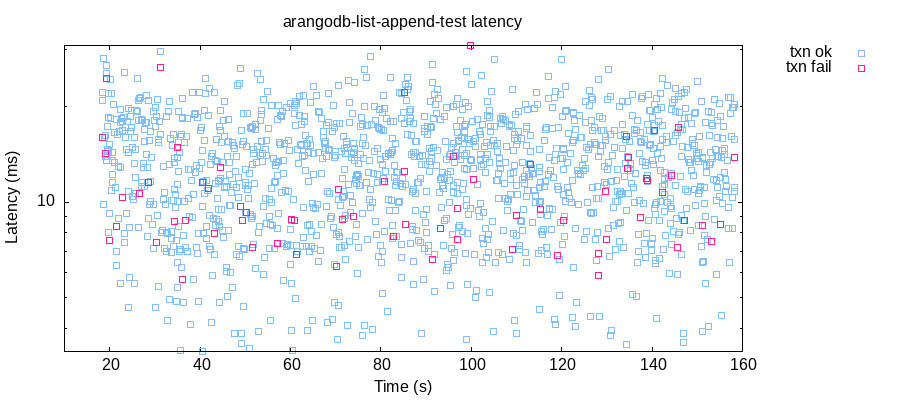 arangodb-list-append-test latency
txn ok
txn fail
Latency (ms)
10
20 40 60 80 100 120 140 160
Time (s)